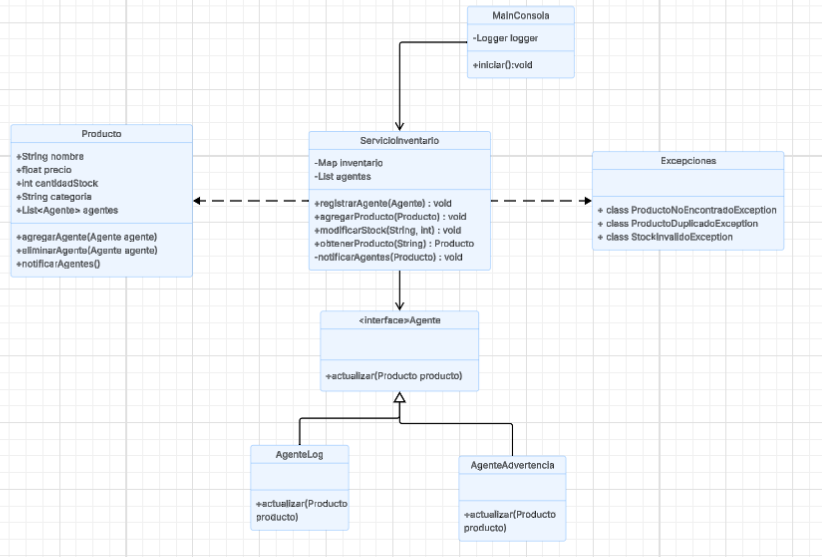 MainConsola
-Logger logger
+iniciar():void
Producto
+String nombre
+float precio
+int cantidadStock
+String categoria
+List<Agente> agentes
+agregarAgente(Agente agente)
+eliminarAgente(Agente agente)
+notificarAgentes()
ServicioInventario
-Map inventario
-List agentes
+registrarAgente(Agente) : void
+agregarProducto(Producto) : void
+modificarStock(String, int) : void
+obtenerProducto(String) : Producto
-notificarAgentes(Producto) : void
Excepciones
+ class ProductoNoEncontradoException
+ class ProductoDuplicadoException
+ class StockInvalidoException
<interface>Agente
+actualizar(Producto producto)
AgenteLog
+actualizar(Producto
producto)
AgenteAdvertencia
+actualizar(Producto
producto)